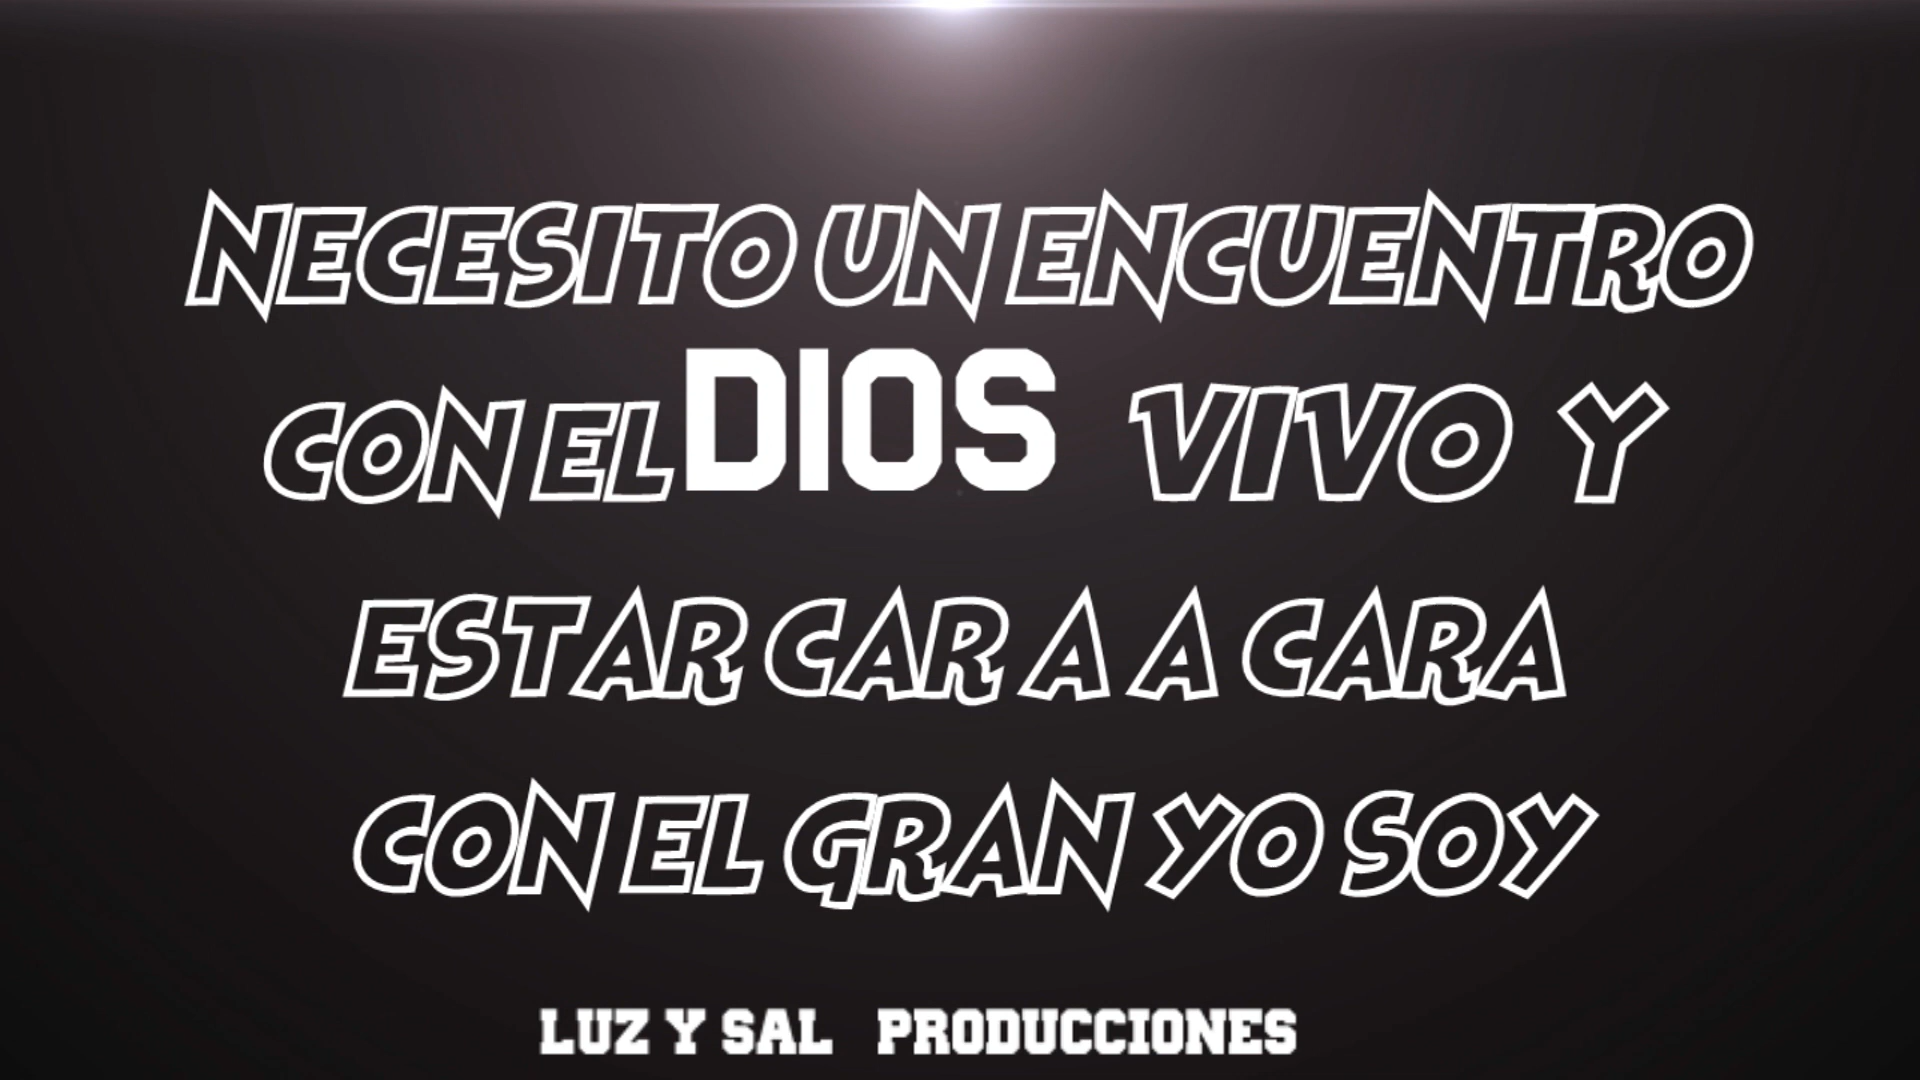 NECESITO UN ENCUENTRO
CON EL DIOS VIVO Y
ESTAR CAR A A CARA
CON EL GRAN YO SOY
LUZ Y SAL PRODUCCIONES